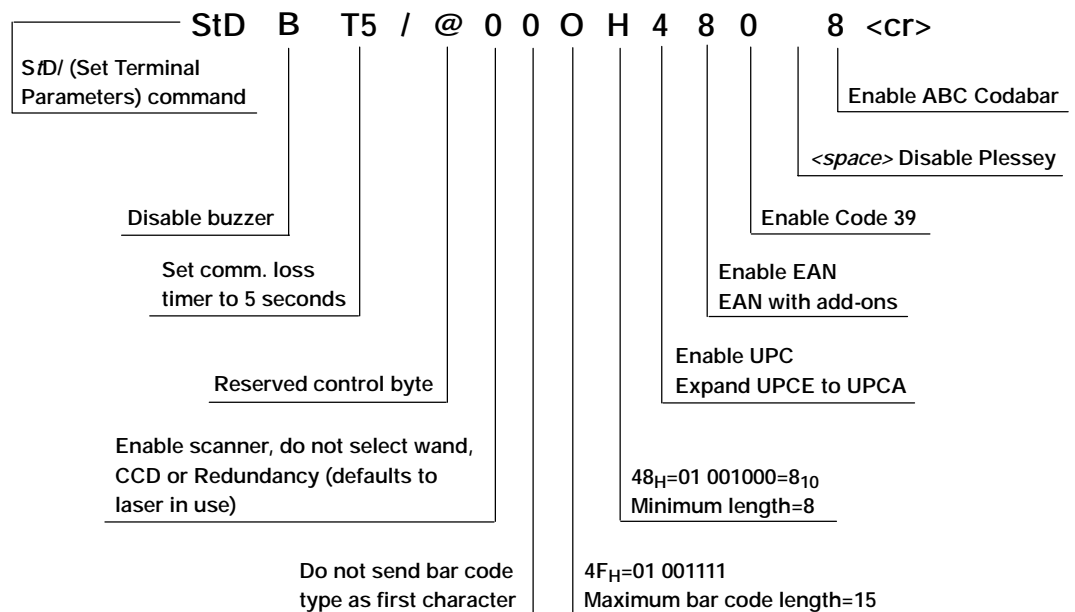 StD B T5 / @ 0 0 O H 4 8 0 8 <cr>
StD/ (Set Terminal
Parameters) command
Enable ABC Codabar
<space> Disable Plessey
Disable buzzer
Enable Code 39
Set comm. loss
timer to 5 seconds
Enable EAN
EAN with add-ons
Reserved control byte
Enable UPC
Expand UPCE to UPCA
Enable scanner, do not select wand,
CCD or Redundancy (defaults to
laser in use)
48H=01 001000=810
Minimum length=8
Do not send bar code
type as first character
4FH=01 001111
Maximum bar code length=15